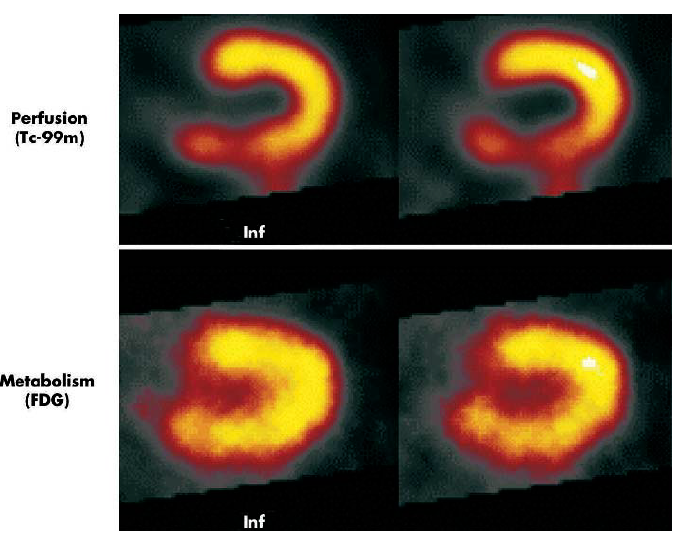 Perfusion
(Tc-99m)
Inf
Metabolism
(FDG)
Inf